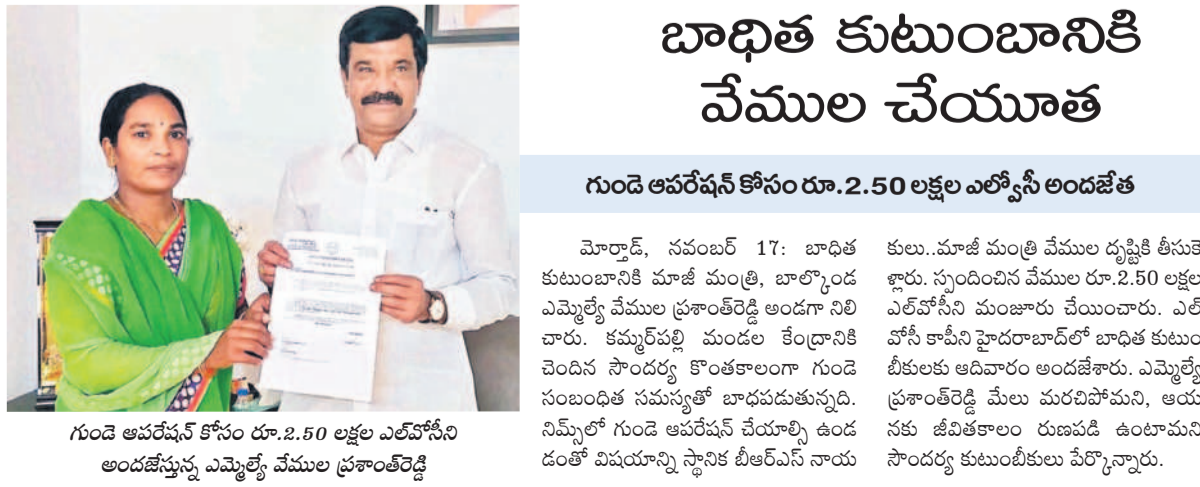 బాధిత కుటుంబానికి
వేముల చేయూత
గుండె ఆపరేషన్ కోసం రూ.2.50 లక్షల ఎల్వోసీ అందజేత
మోర్తాడ్, నవంబర్ 17: బాధిత
కుటుంబానికి మాజీ మంత్రి, బాల్కొండ
ఎమ్మెల్యే వేముల ప్రశాంత్‌రెడ్డి అండగా నిలి
చారు. కమ్మర్‌పల్లి మండల కేంద్రానికి
చెందిన సౌందర్య కొంతకాలంగా గుండె
సంబంధిత సమస్యతో బాధపడుతున్నది.
నిమ్స్‌లో గుండె ఆపరేషన్ చేయాల్సి ఉండ
డంతో విషయాన్ని స్థానిక బీఆర్ఎస్ నాయ
కులు..మాజీ మంత్రి వేముల దృష్టికి తీసుకె
ళ్లారు. స్పందించిన వేముల రూ.2.50 లక్షల
ఎల్‌వోసీని మంజూరు చేయించారు. ఎల్
వోసీ కాపీని హైదరాబాద్‌లో బాధిత కుటుం
బీకులకు ఆదివారం అందజేశారు. ఎమ్మెల్యే
ప్రశాంత్‌రెడ్డి మేలు మరచిపోమని, ఆయ
నకు జీవితకాలం రుణపడి ఉంటామని
సౌందర్య కుటుంబీకులు పేర్కొన్నారు.
గుండె ఆపరేషన్ కోసం రూ.2.50 లక్షల ఎల్‌వోసీని
అందజేస్తున్న ఎమ్మెల్యే వేముల ప్రశాంత్‌రెడ్డి